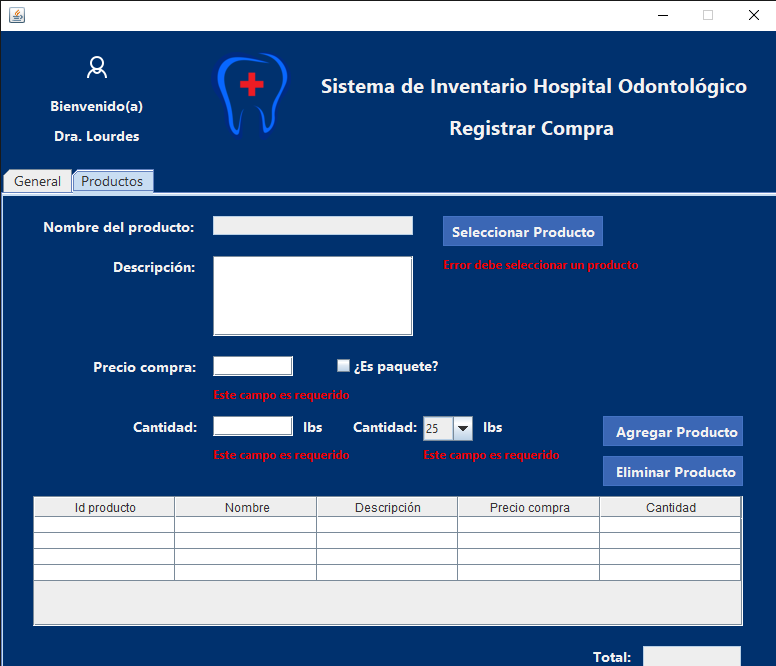 Sistema de Inventario Hospital Odontológico
Bienvenido(a)
Registrar Compra
Dra. Lourdes
General Productos
Nombre del producto: Seleccionar Producto
Descripción: Error debe seleccionar un producto
Precio compra: ¿Es paquete?
Este campo es requerido
Cantidad: lbs Cantidad: 25 lbs Agregar Producto
Este campo es requerido Este campo es requerido
Eliminar Producto
Id producto Nombre Descripción Precio compra Cantidad
Total: